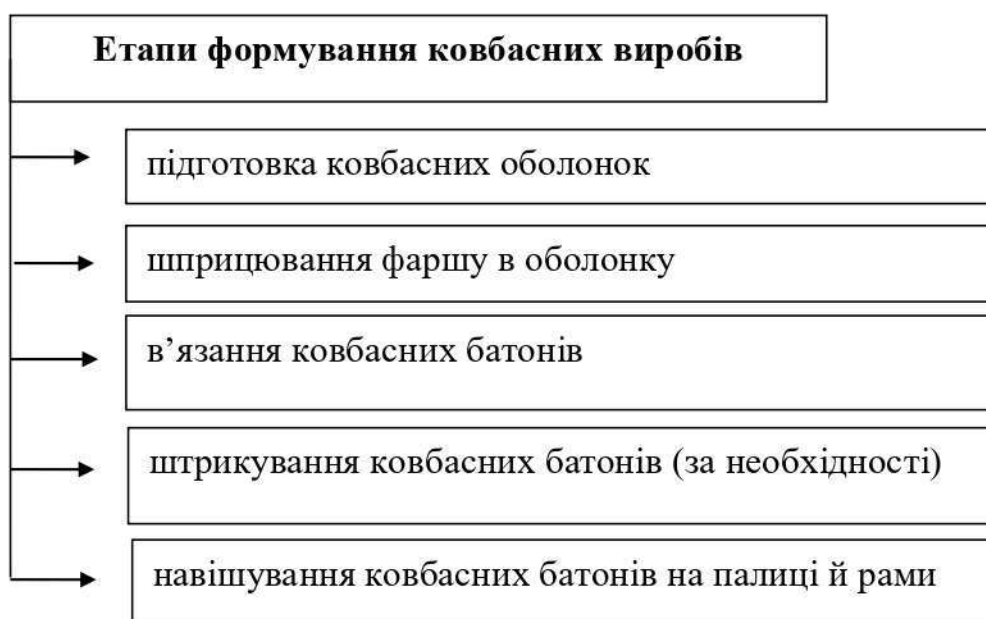 Етапи формування ковбасних виробів
підготовка ковбасних оболонок
шприцювання фаршу в оболонку
в’язання ковбасних батонів
штрикування ковбасних батонів (за необхідності)
навішування ковбасних батонів на палиці й рами